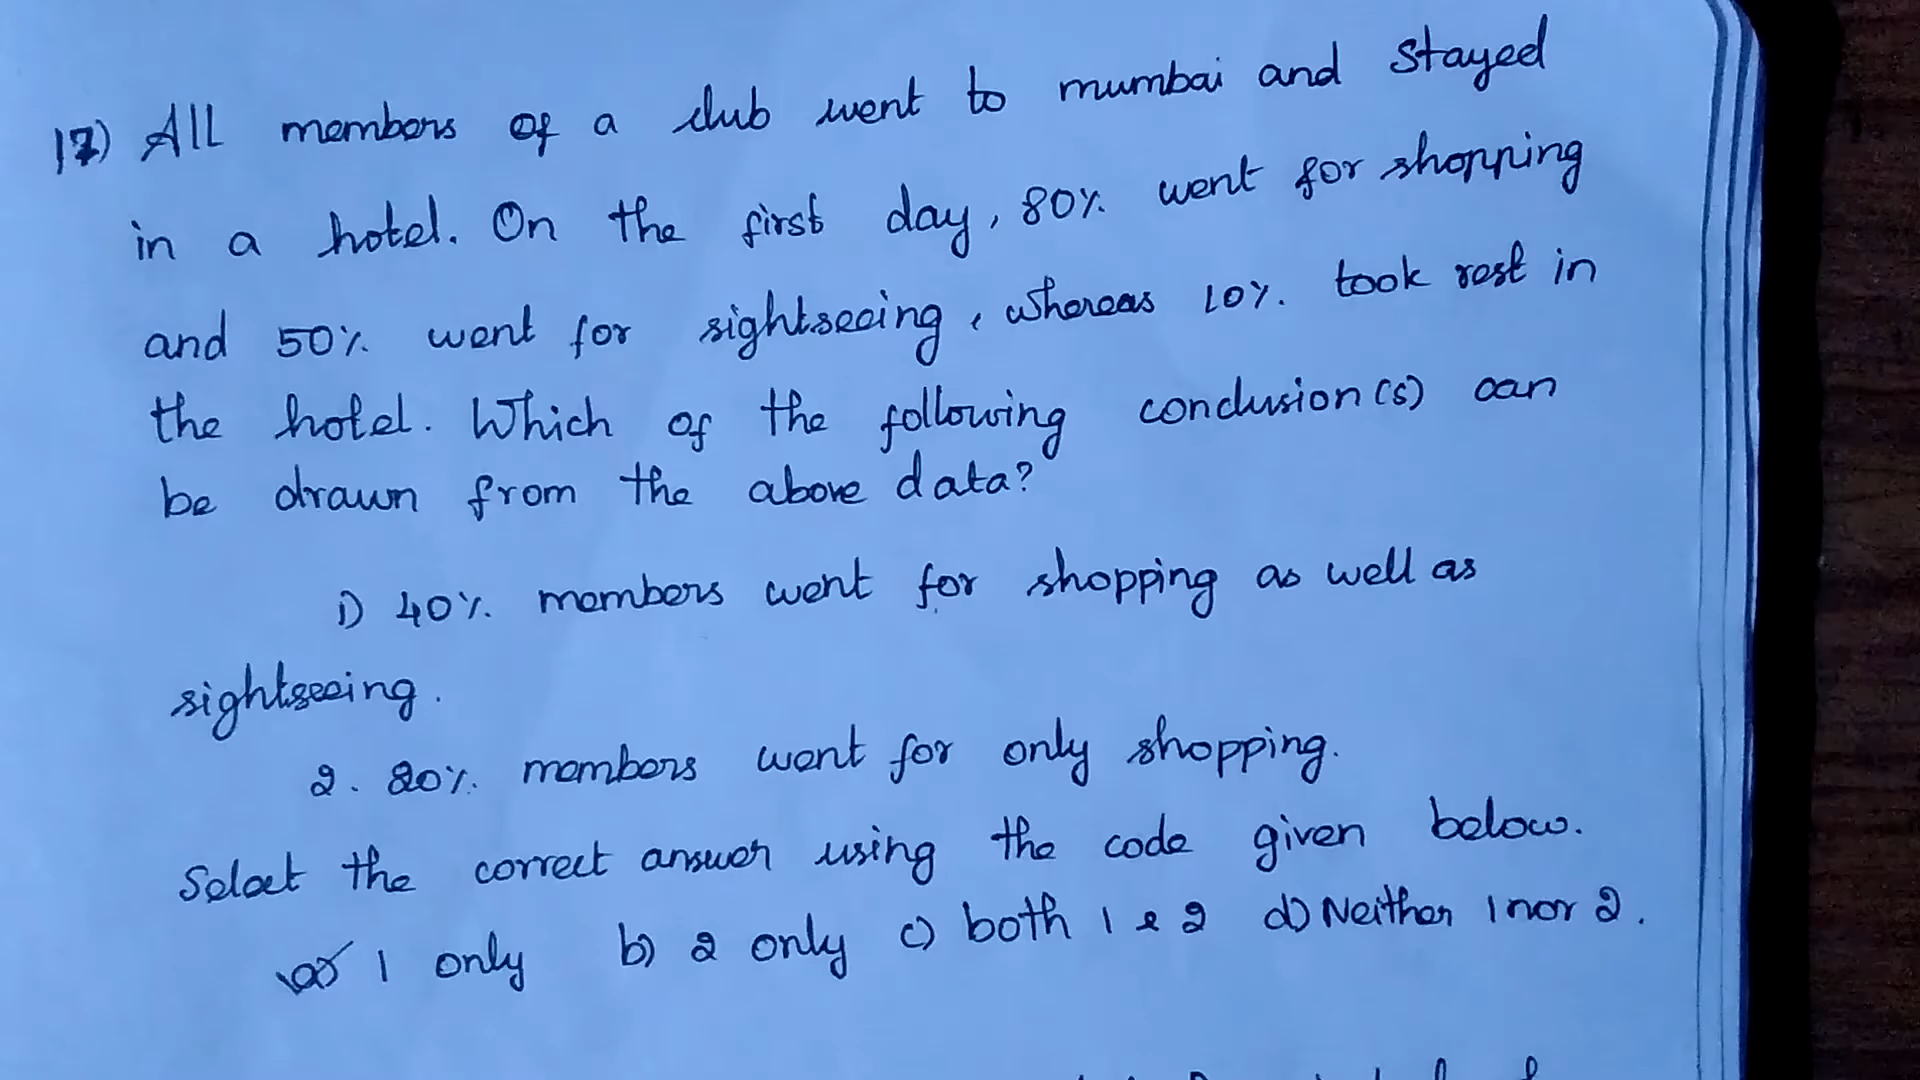 17) All members of a club went to mumbai and stayed
in a hotel. On the first day, 80% went for shopping
and 50% went for sightseeing, whereas 10% took rest in
the hotel. Which of the following conclusion(s) can
be drawn from the above data?
1) 40% members went for shopping as well as
sightseeing.
2. 20% members went for only shopping.
Select the correct answer using the code given below.
a) 1 only b) 2 only c) both 1 & 2 d) Neither 1 nor 2.